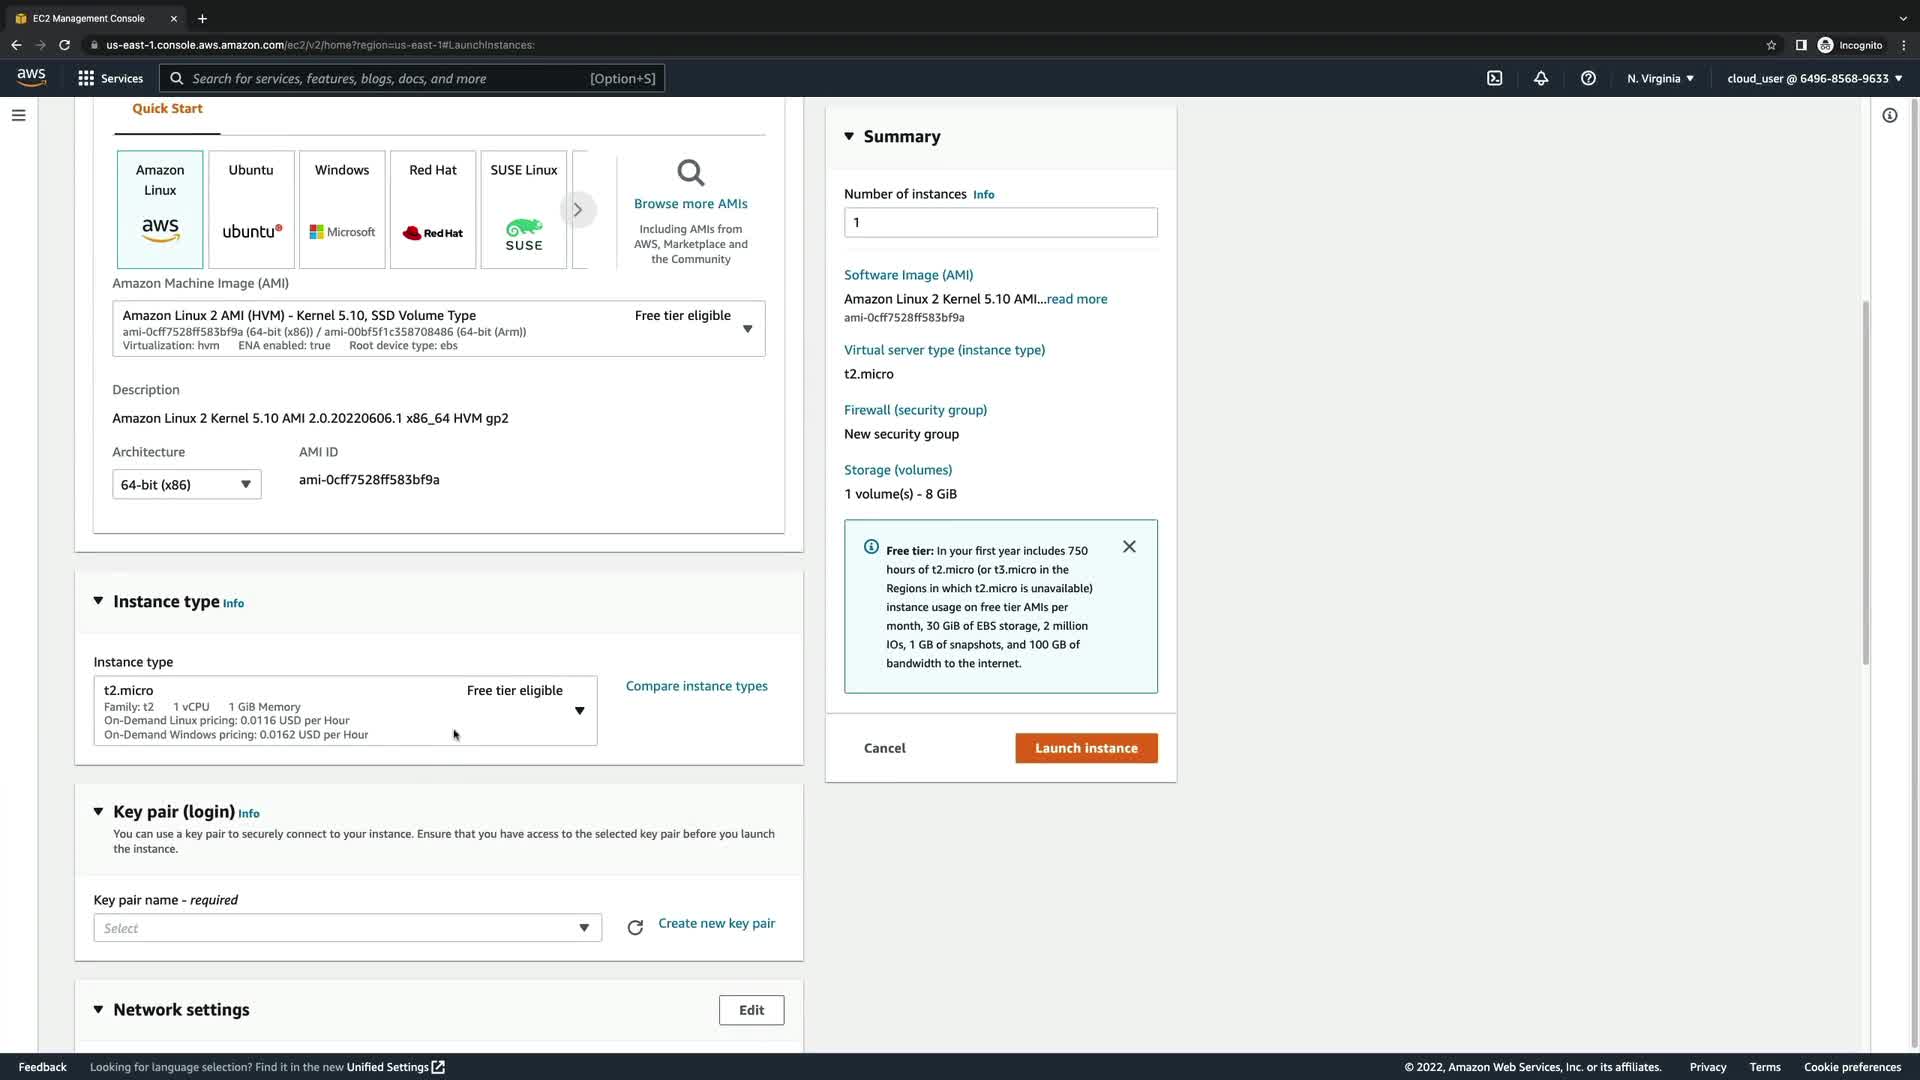 EC2 Management Console
us-east-1.console.aws.amazon.com/ec2/v2/home?region=us-east-1#LaunchInstances:
Incognito
aws
Services
Search for services, features, blogs, docs, and more
[Option+S]
N. Virginia
cloud_user @ 6496-8568-9633
Quick Start
Amazon
Linux
aws
Ubuntu
ubuntu
Windows
Microsoft
Red Hat
Red Hat
SUSE Linux
SUSE
Browse more AMIs
Including AMIs from
AWS, Marketplace and
the Community
Amazon Machine Image (AMI)
Amazon Linux 2 AMI (HVM) - Kernel 5.10, SSD Volume Type
Free tier eligible
ami-0cff7528ff583bf9a (64-bit (x86)) / ami-00bf5f1c358708486 (64-bit (Arm))
Virtualization: hvm ENA enabled: true Root device type: ebs
Description
Amazon Linux 2 Kernel 5.10 AMI 2.0.20220606.1 x86_64 HVM gp2
Architecture
AMI ID
64-bit (x86)
ami-0cff7528ff583bf9a
Instance type Info
Instance type
t2.micro
Free tier eligible
Family: t2 1 vCPU 1 GiB Memory
On-Demand Linux pricing: 0.0116 USD per Hour
On-Demand Windows pricing: 0.0162 USD per Hour
Compare instance types
Key pair (login) Info
You can use a key pair to securely connect to your instance. Ensure that you have access to the selected key pair before you launch
the instance.
Key pair name - required
Select
Create new key pair
Network settings
Edit
Summary
Number of instances Info
1
Software Image (AMI)
Amazon Linux 2 Kernel 5.10 AMI...read more
ami-0cff7528ff583bf9a
Virtual server type (instance type)
t2.micro
Firewall (security group)
New security group
Storage (volumes)
1 volume(s) - 8 GiB
Free tier: In your first year includes 750
hours of t2.micro (or t3.micro in the
Regions in which t2.micro is unavailable)
instance usage on free tier AMIs per
month, 30 GiB of EBS storage, 2 million
IOs, 1 GB of snapshots, and 100 GB of
bandwidth to the internet.
Cancel
Launch instance
Feedback
Looking for language selection? Find it in the new Unified Settings
© 2022, Amazon Web Services, Inc. or its affiliates.
Privacy
Terms
Cookie preferences